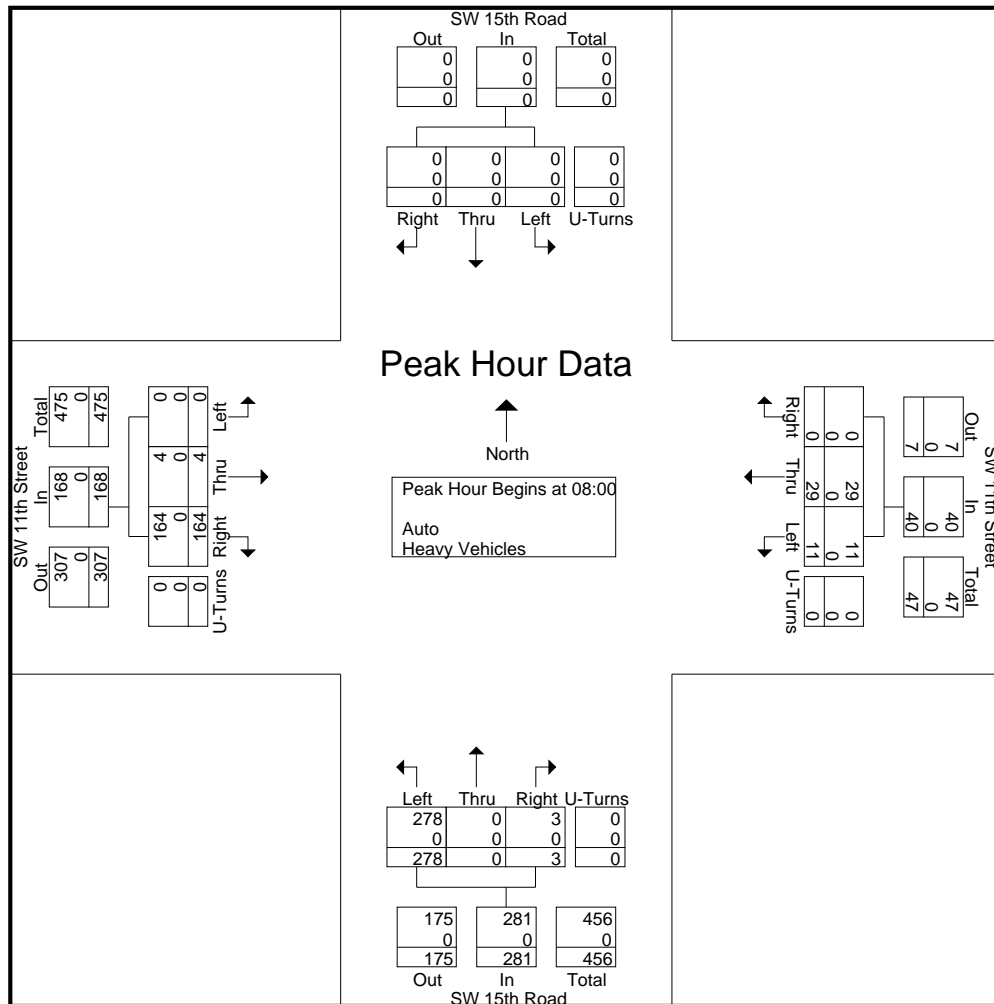 SW 15th Road
Out In Total
0 0 0
0 0 0
0 0 0
0 0 0 0
0 0 0 0
0 0 0 0
Right Thru Left U-Turns
Peak Hour Data
North
Peak Hour Begins at 08:00
Auto
Heavy Vehicles
SW 11th Street
Total In Out
475 168 307
0 0 0
475 168 307
Left Thru Right U-Turns
0 4 164 0
0 0 0 0
0 4 164 0
SW 11th Street
Out In Total
7 40 47
0 0 0
7 40 47
Right Thru Left U-Turns
0 29 11 0
0 0 0 0
0 29 11 0
Left Thru Right U-Turns
278 0 3 0
0 0 0 0
278 0 3 0
175 281 456
0 0 0
175 281 456
Out In Total
SW 15th Road